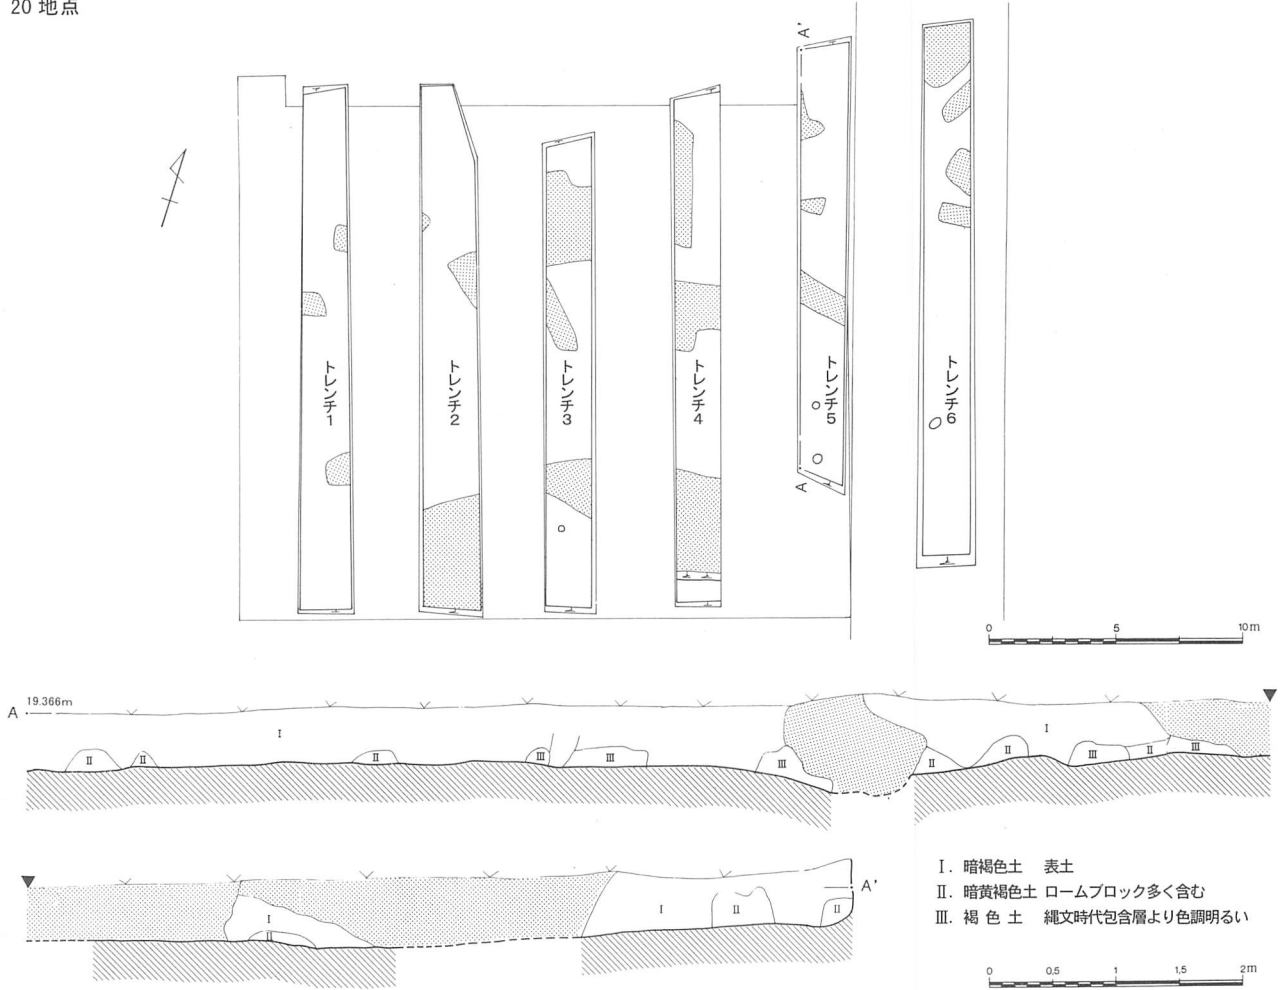 20 地点
A'
トレンチ1
トレンチ2
トレンチ3
トレンチ4
トレンチ5
トレンチ6
A
0 5 10m
A 19.366m
I
I
II
II
II
III
III
III
II
II
III
II
III
A'
I
II
I
II
II
I. 暗褐色土 表土
II. 暗黄褐色土 ロームブロック多く含む
III. 褐 色 土 縄文時代包含層より色調明るい
0 0.5 1 1.5 2m